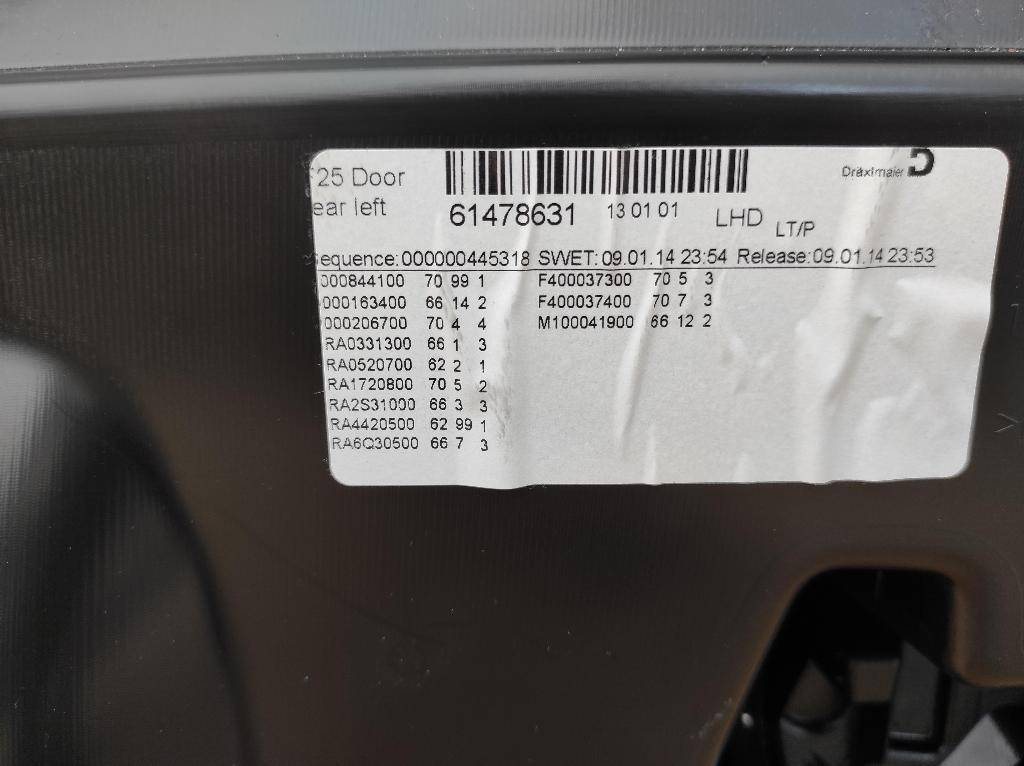 25 Door
Dräxlmaier
ear left
61478631 13 01 01 LHD LT/P
equence:000000445318 SWET: 09.01.14 23:54 Release:09.01.14 23:53
000844100 70 99 1 F400037300 70 5 3
000163400 66 14 2 F400037400 70 7 3
000206700 70 4 4 M100041900 66 12 2
RA0331300 66 1 3
RA0520700 62 2 1
RA1720800 70 5 2
RA2S31000 66 3 3
RA4420500 62 99 1
RA6Q30500 66 7 3